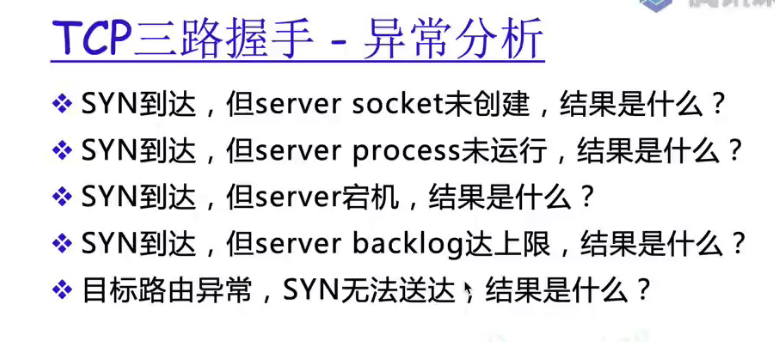 TCP三路握手 - 异常分析
SYN到达，但server socket未创建，结果是什么？
SYN到达，但server process未运行，结果是什么？
SYN到达，但server宕机，结果是什么？
SYN到达，但server backlog达上限，结果是什么？
目标路由异常，SYN无法送达，结果是什么？